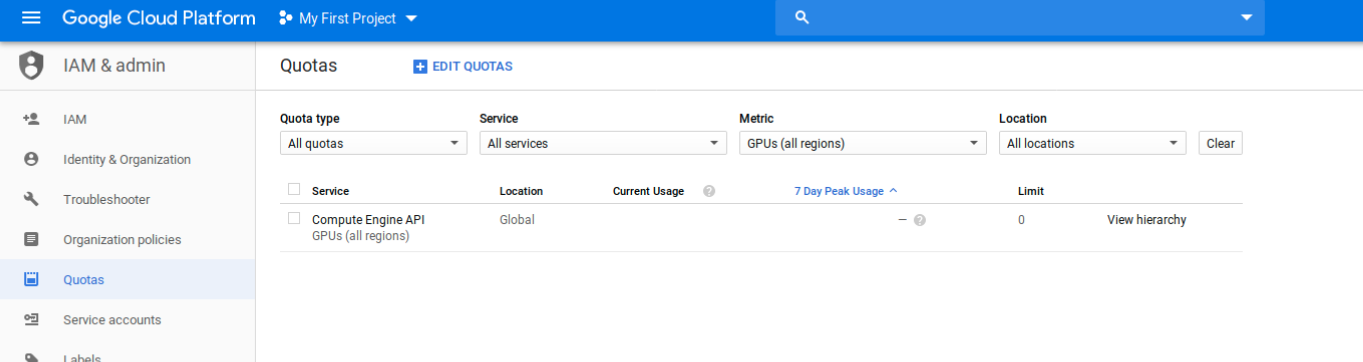 Google Cloud Platform My First Project
IAM & admin
Quotas EDIT QUOTAS
IAM
Identity & Organization
Troubleshooter
Organization policies
Quotas
Service accounts
Labels
Quota type Service Metric Location
All quotas All services GPUs (all regions) All locations Clear
Service Location Current Usage ? 7 Day Peak Usage Limit
Compute Engine API Global — ? 0 View hierarchy
GPUs (all regions)